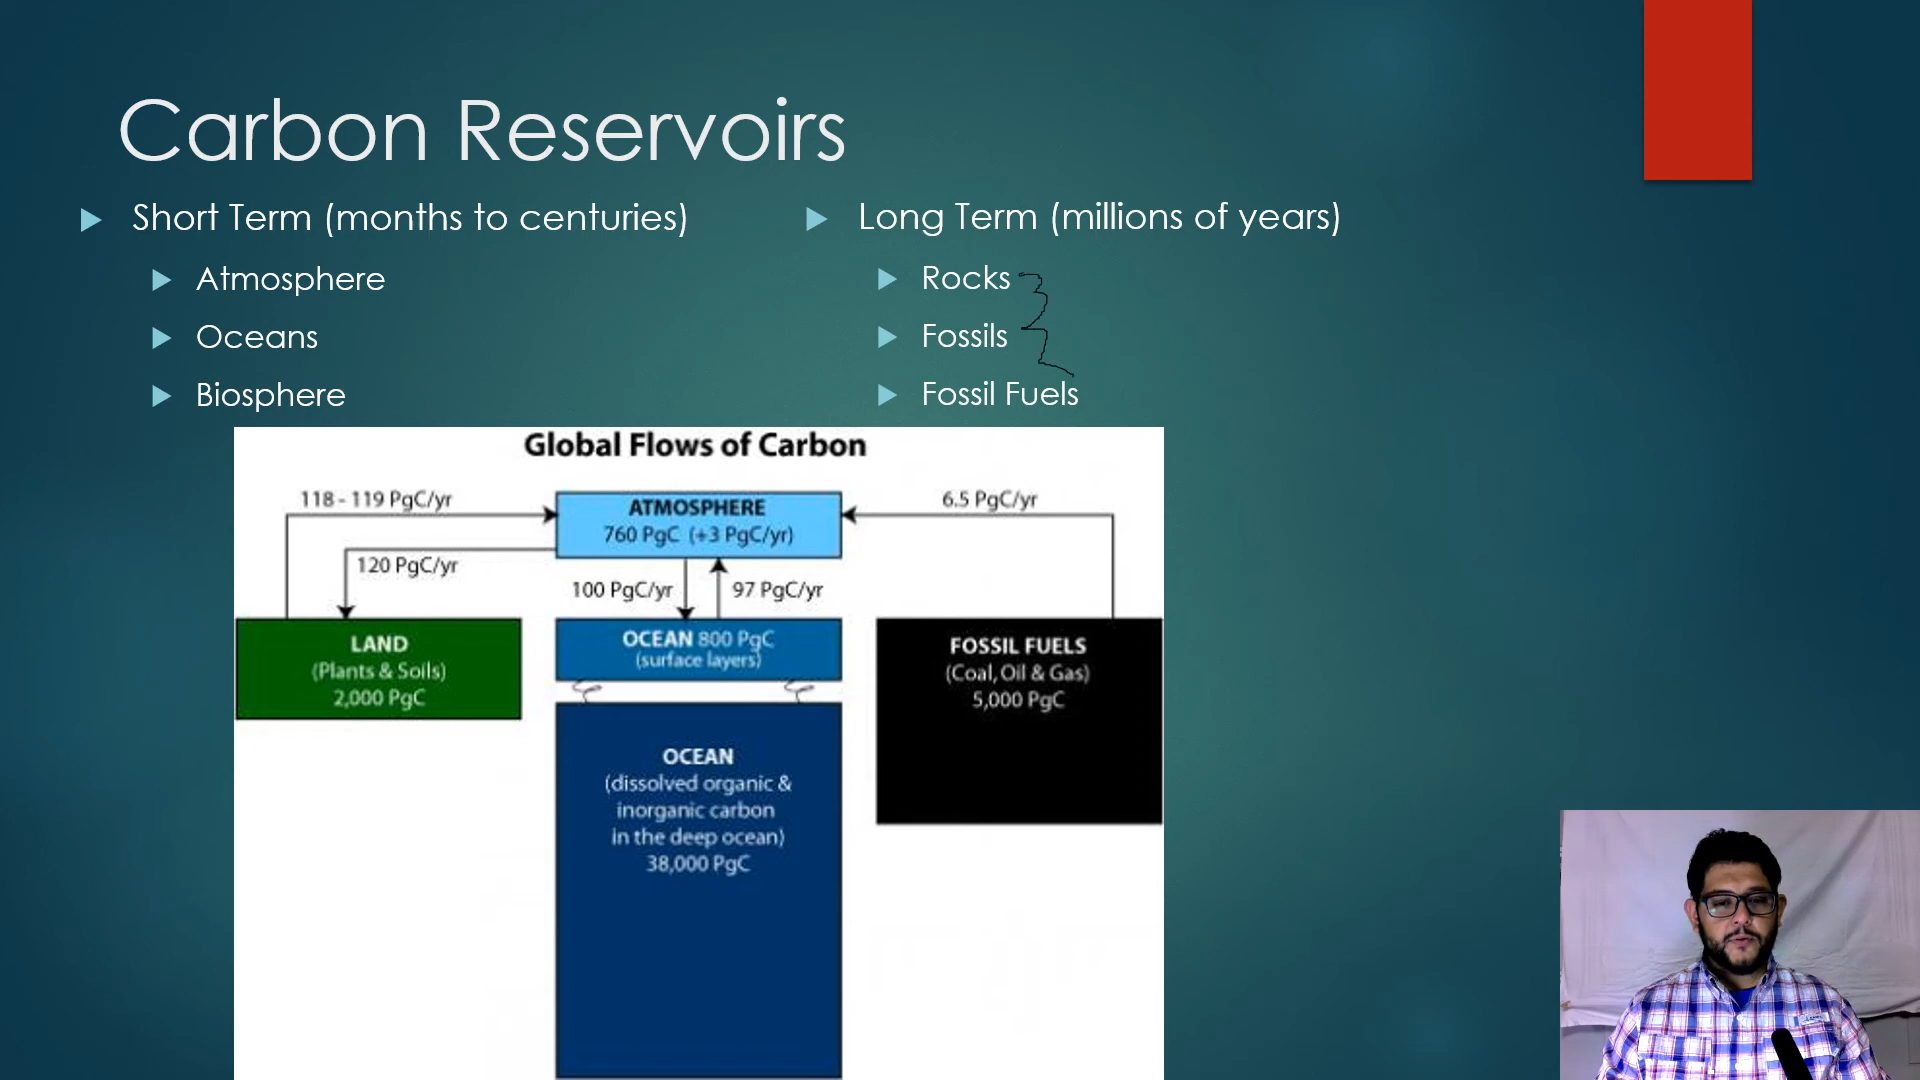 Carbon Reservoirs
Short Term (months to centuries)
Atmosphere
Oceans
Biosphere
Long Term (millions of years)
Rocks
Fossils
Fossil Fuels
Global Flows of Carbon
118 - 119 PgC/yr
ATMOSPHERE
760 PgC (+3 PgC/yr)
6.5 PgC/yr
120 PgC/yr
100 PgC/yr
97 PgC/yr
LAND
(Plants & Soils)
2,000 PgC
OCEAN 800 PgC
(surface layers)
FOSSIL FUELS
(Coal, Oil & Gas)
5,000 PgC
OCEAN
(dissolved organic &
inorganic carbon
in the deep ocean)
38,000 PgC